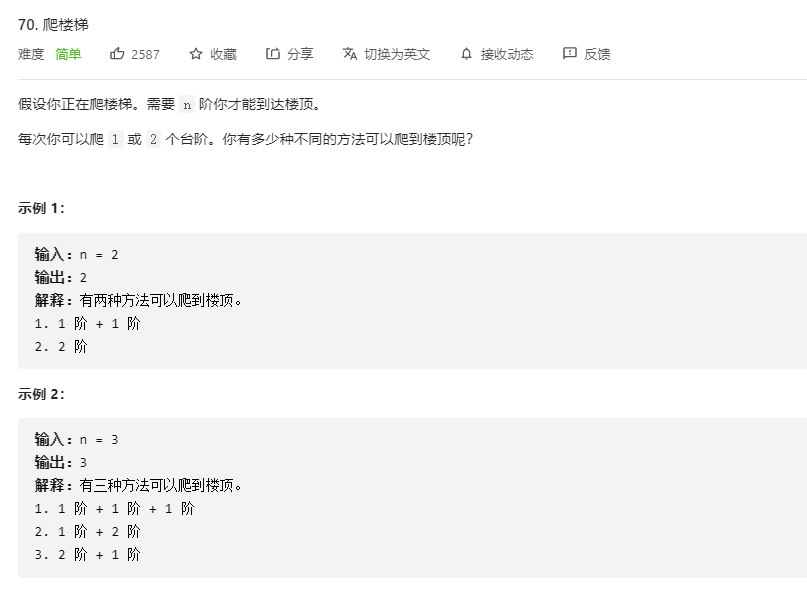 70. 爬楼梯
难度 简单 2587 收藏 分享 切换为英文 接收动态 反馈
假设你正在爬楼梯。需要 n 阶你才能到达楼顶。
每次你可以爬 1 或 2 个台阶。你有多少种不同的方法可以爬到楼顶呢？
示例 1：
输入：n = 2
输出：2
解释：有两种方法可以爬到楼顶。
1. 1 阶 + 1 阶
2. 2 阶
示例 2：
输入：n = 3
输出：3
解释：有三种方法可以爬到楼顶。
1. 1 阶 + 1 阶 + 1 阶
2. 1 阶 + 2 阶
3. 2 阶 + 1 阶